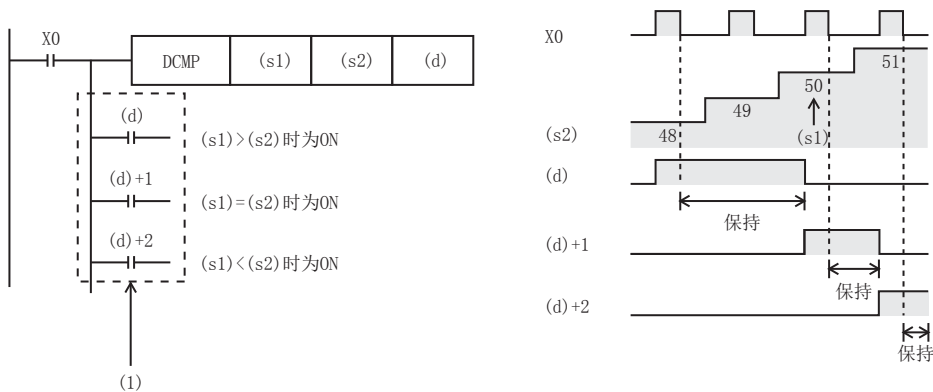 X0
DCMP (s1) (s2) (d)
(d)
(s1)>(s2)时为ON
(d)+1
(s1)=(s2)时为ON
(d)+2
(s1)<(s2)时为ON
(1)
X0
(s2)
48 49 50 51
(s1)
(d)
保持
(d)+1
保持
(d)+2
保持